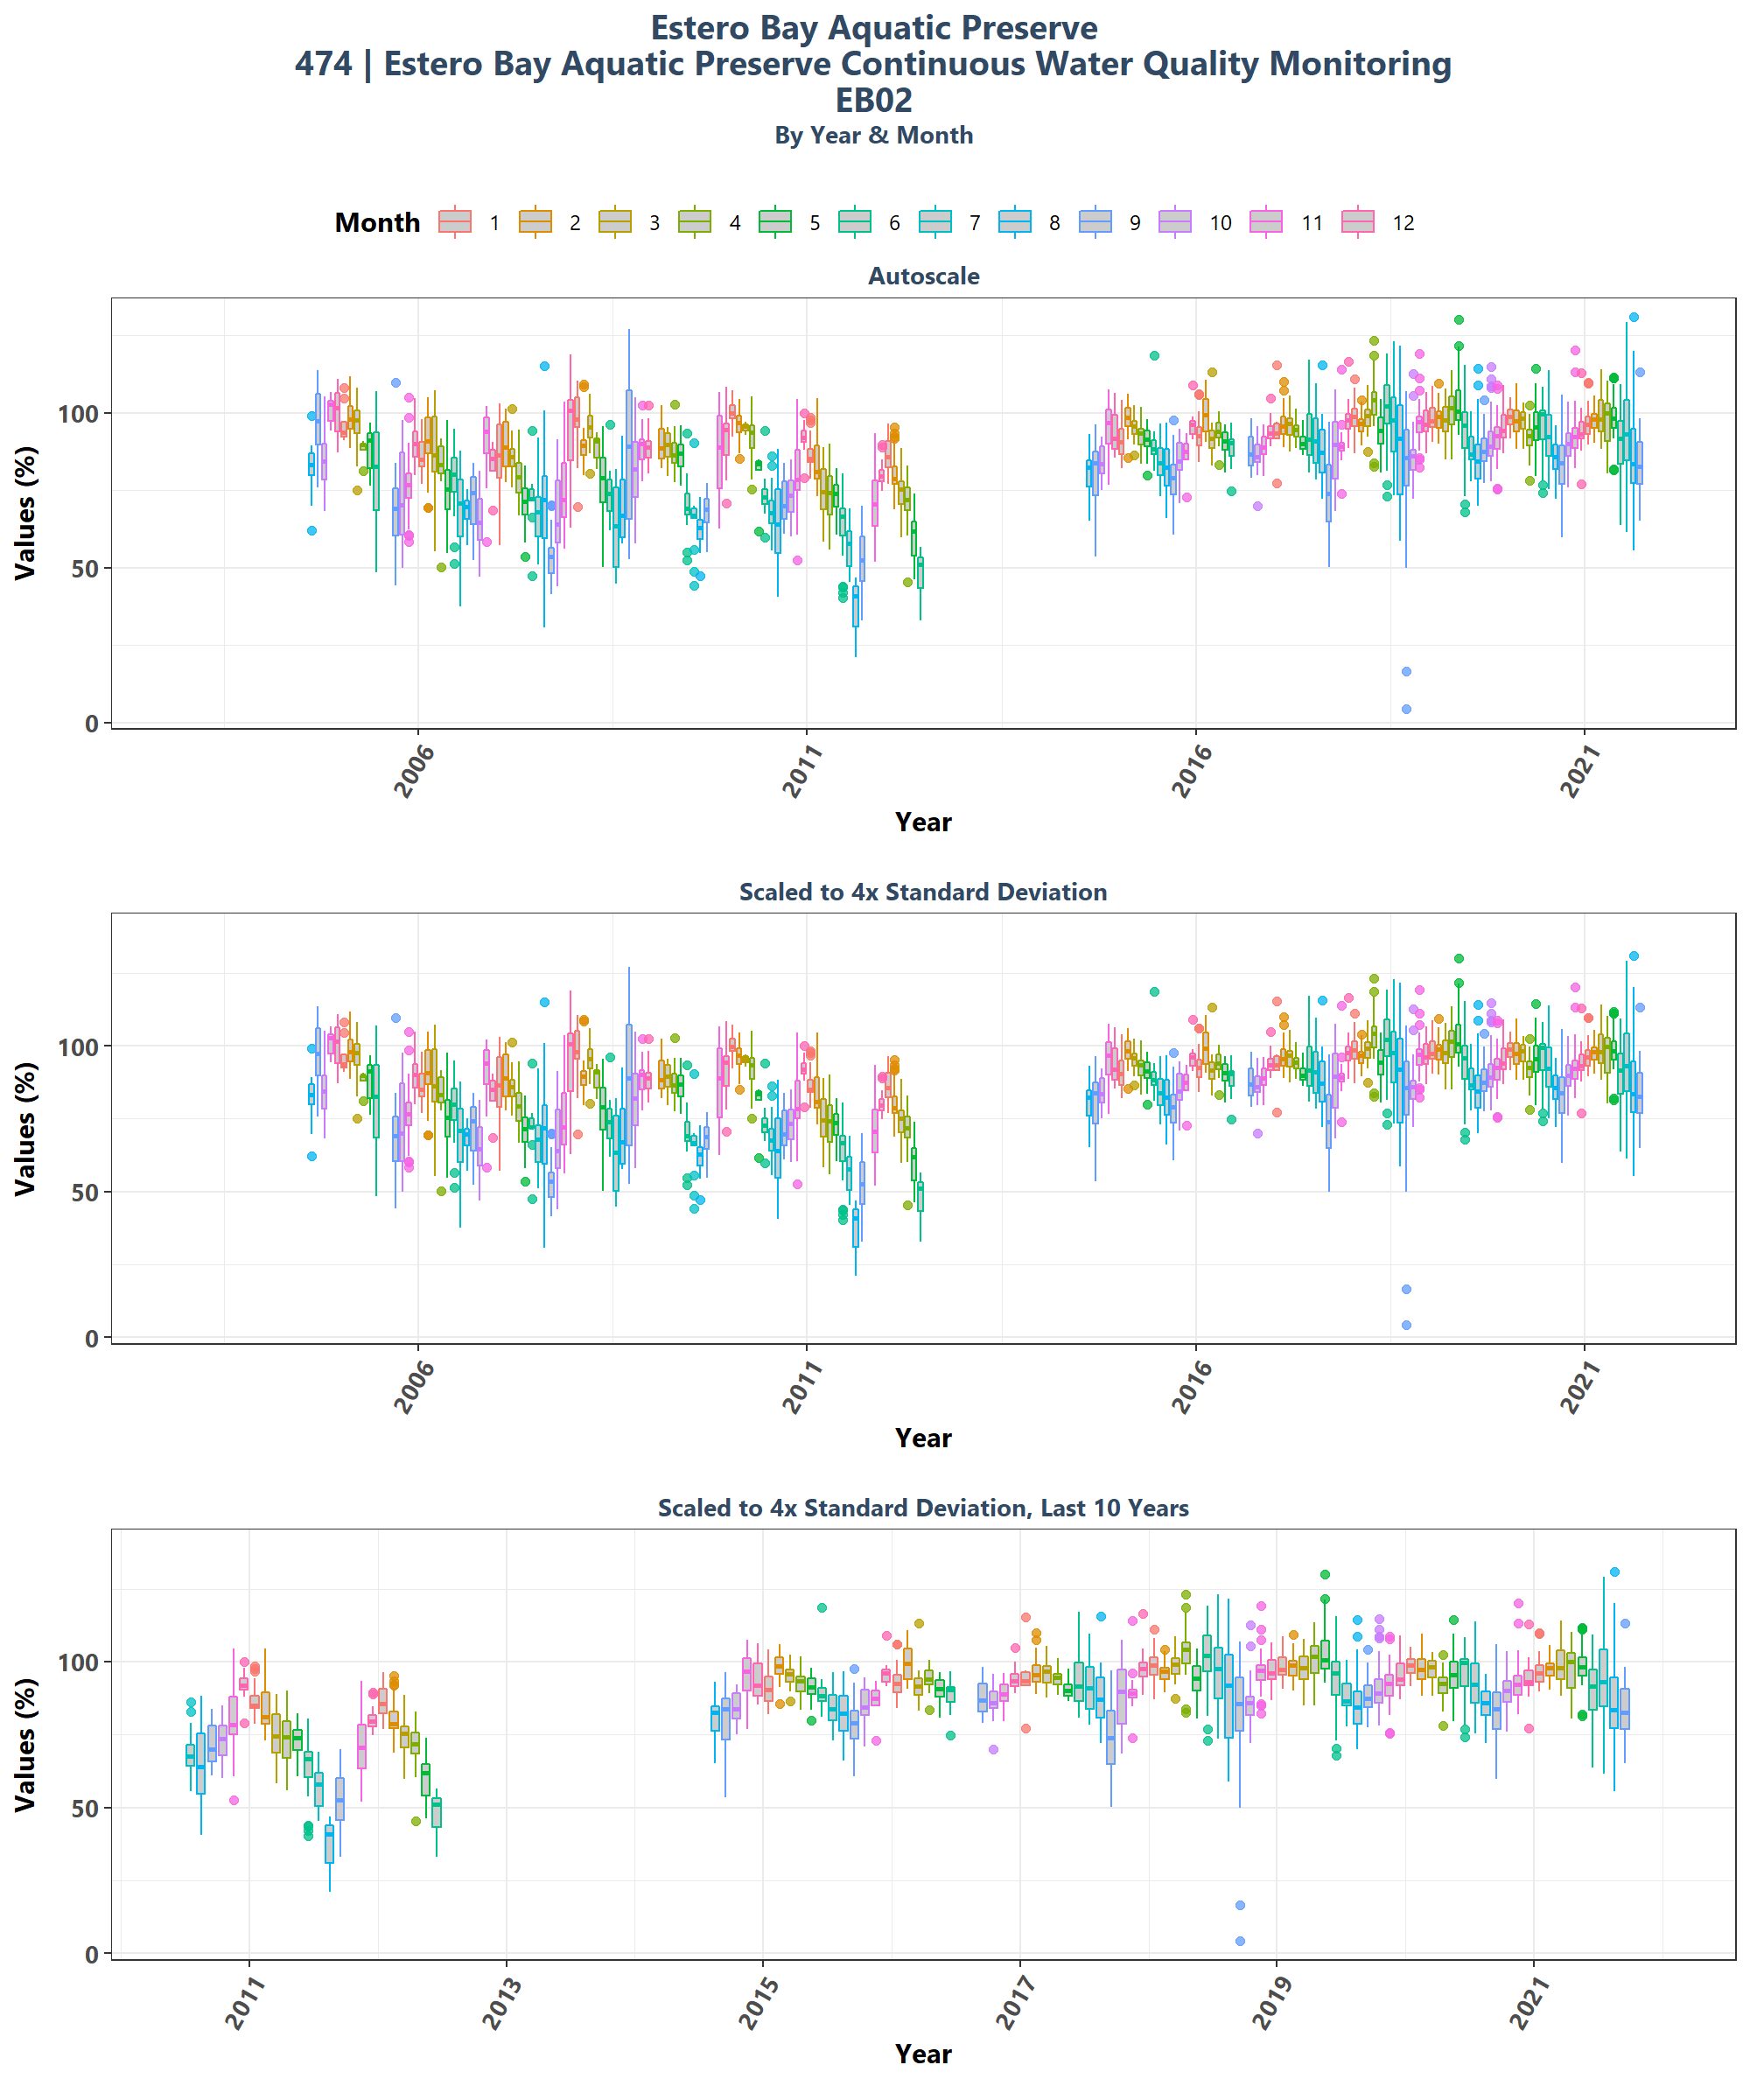 Estero Bay Aquatic Preserve
474 | Estero Bay Aquatic Preserve Continuous Water Quality Monitoring
EB02
By Year & Month
Month 1 2 3 4 5 6 7 8 9 10 11 12
Autoscale
Values (%)
100
50
0
2006 2011 2016 2021
Year
Scaled to 4x Standard Deviation
Values (%)
100
50
0
2006 2011 2016 2021
Year
Scaled to 4x Standard Deviation, Last 10 Years
Values (%)
100
50
0
2011 2013 2015 2017 2019 2021
Year